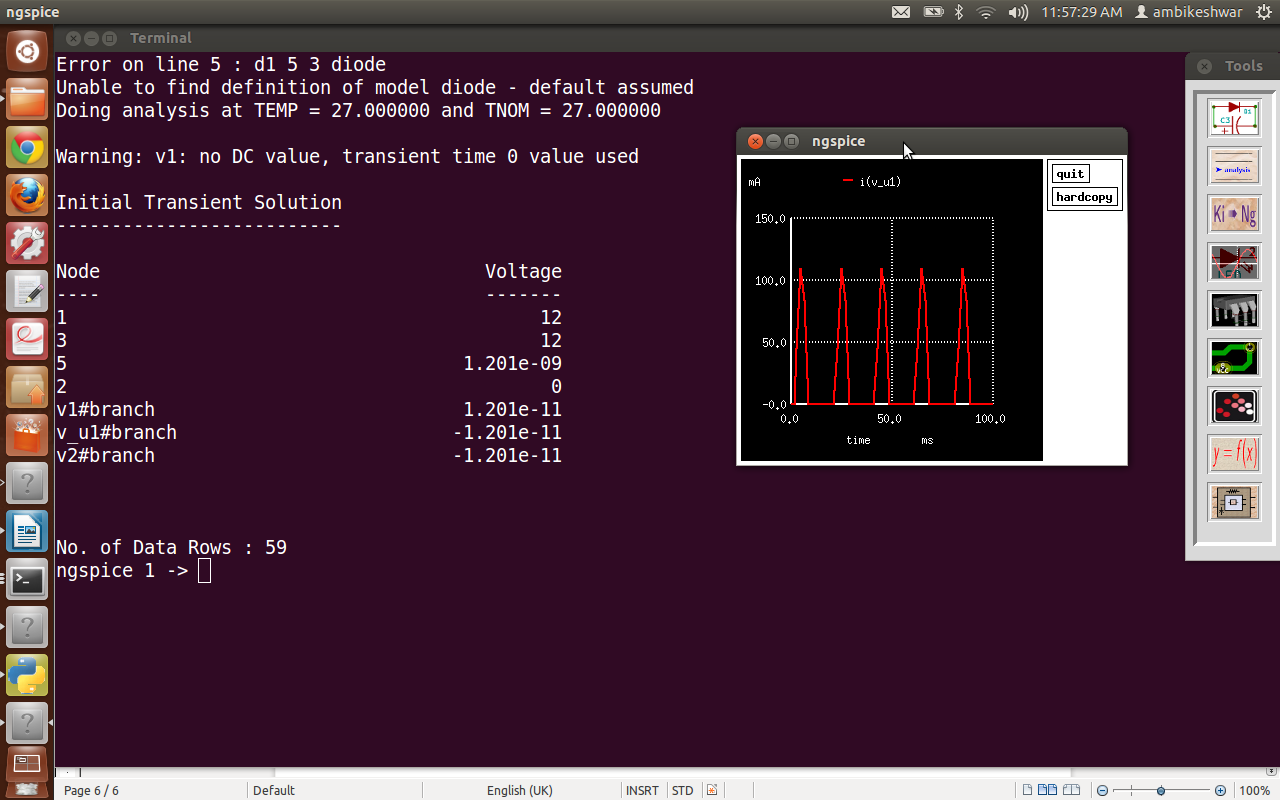 ngspice
11:57:29 AM ambikeshwar
Terminal
Error on line 5 : d1 5 3 diode
Unable to find definition of model diode - default assumed
Doing analysis at TEMP = 27.000000 and TNOM = 27.000000
Warning: v1: no DC value, transient time 0 value used
Initial Transient Solution
--------------------------
Node Voltage
---- -------
1 12
3 12
5 1.201e-09
2 0
v1#branch 1.201e-11
v_u1#branch -1.201e-11
v2#branch -1.201e-11
No. of Data Rows : 59
ngspice 1 ->
ngspice
quit
hardcopy
mA
i(v_u1)
150.0
100.0
50.0
-0.0
0.0 50.0 100.0
time ms
Tools
C3
analysis
Ki Ng
y=f(x)
Page 6 / 6 Default English (UK) INSRT STD 100%